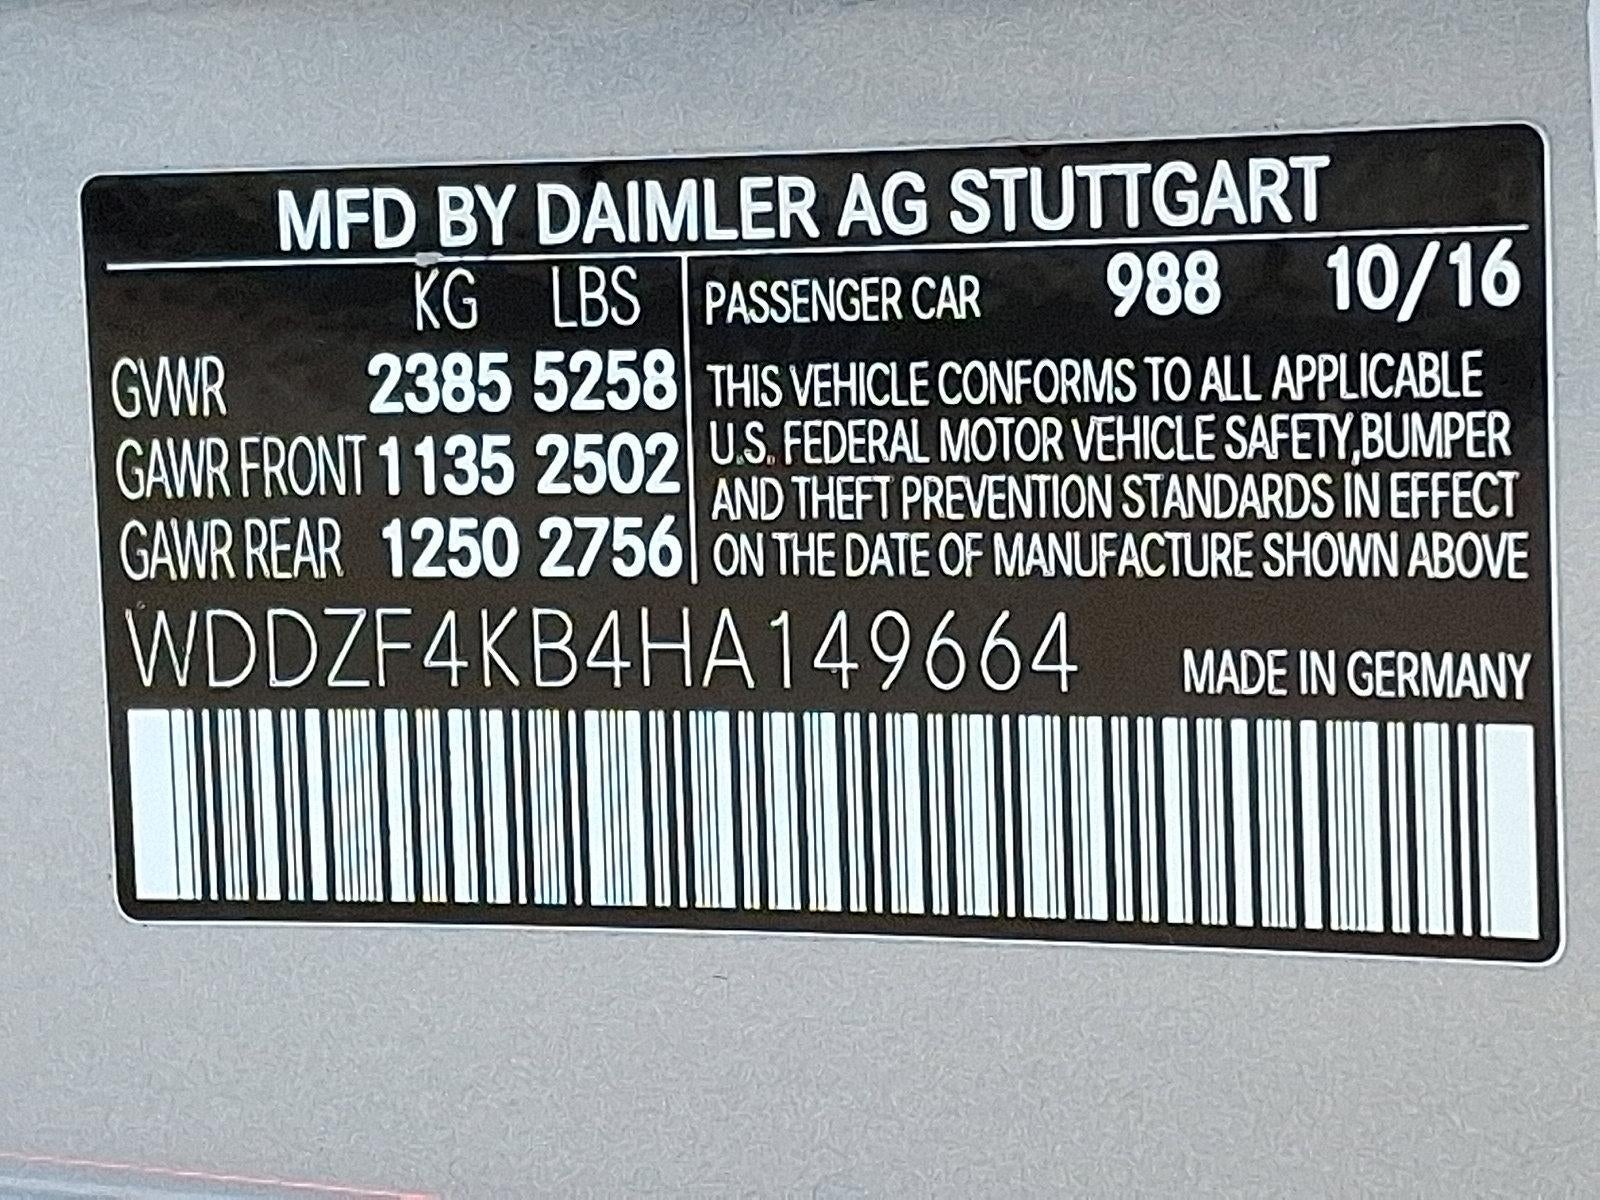 MFD BY DAIMLER AG STUTTGART
KG LBS
GVWR 2385 5258
GAWR FRONT 1135 2502
GAWR REAR 1250 2756
PASSENGER CAR 988 10/16
THIS VEHICLE CONFORMS TO ALL APPLICABLE
U.S. FEDERAL MOTOR VEHICLE SAFETY,BUMPER
AND THEFT PREVENTION STANDARDS IN EFFECT
ON THE DATE OF MANUFACTURE SHOWN ABOVE
WDDZF4KB4HA149664
MADE IN GERMANY